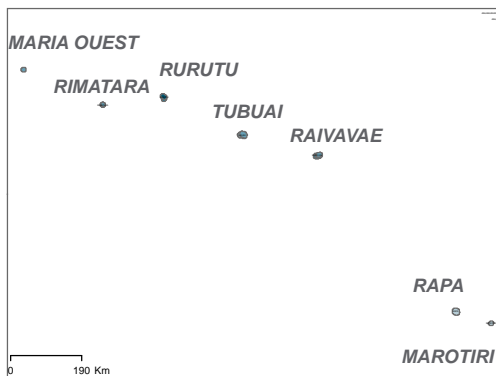 MARIA OUEST
RURUTU
RIMATARA
TUBUAI
RAIVAVAE
RAPA
MAROTIRI
0 190 Km